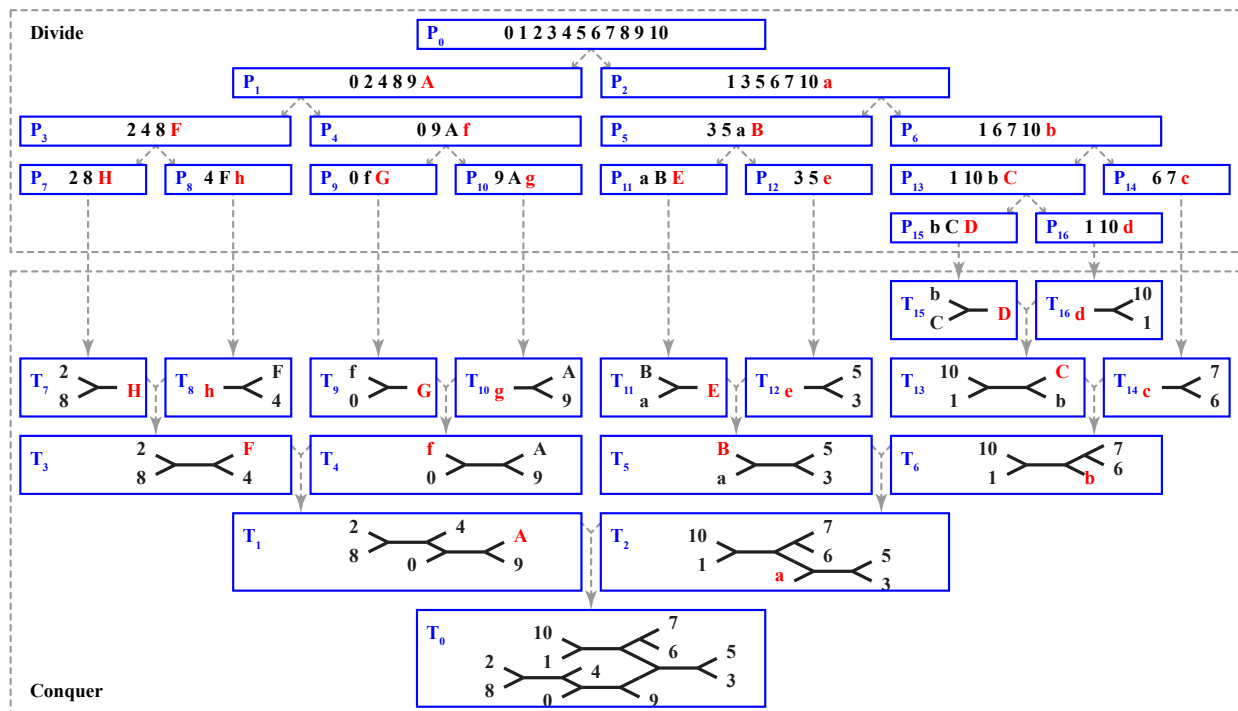 Divide
P0 0 1 2 3 4 5 6 7 8 9 10
P1 0 2 4 8 9 A
P2 1 3 5 6 7 10 a
P3 2 4 8 F
P4 0 9 A f
P5 3 5 a B
P6 1 6 7 10 b
P7 2 8 H
P8 4 F h
P9 0 f G
P10 9 A g
P11 a B E
P12 3 5 e
P13 1 10 b C
P14 6 7 c
P15 b C D
P16 1 10 d
T15 b C D
T16 d 10 1
T7 2 8 H
T8 h F 4
T9 f 0 G
T10 g A 9
T11 B a E
T12 e 5 3
T13 10 1 C b
T14 c 7 6
T3 2 8 F 4
T4 f 0 A 9
T5 B a 5 3
T6 10 1 7 6 b
T1 2 8 4 0 A 9
T2 10 1 7 6 a 5 3
T0 10 1 7 6 2 8 4 0 9 5 3
Conquer